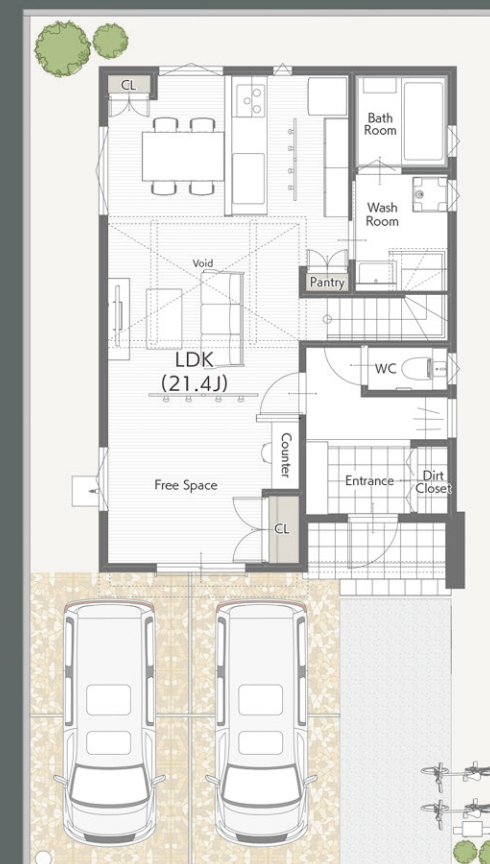 CL
Bath
Room
Wash
Room
Void
Pantry
LDK
(21.4J)
WC
Counter
Free Space
Entrance
Dirt
Closet
CL